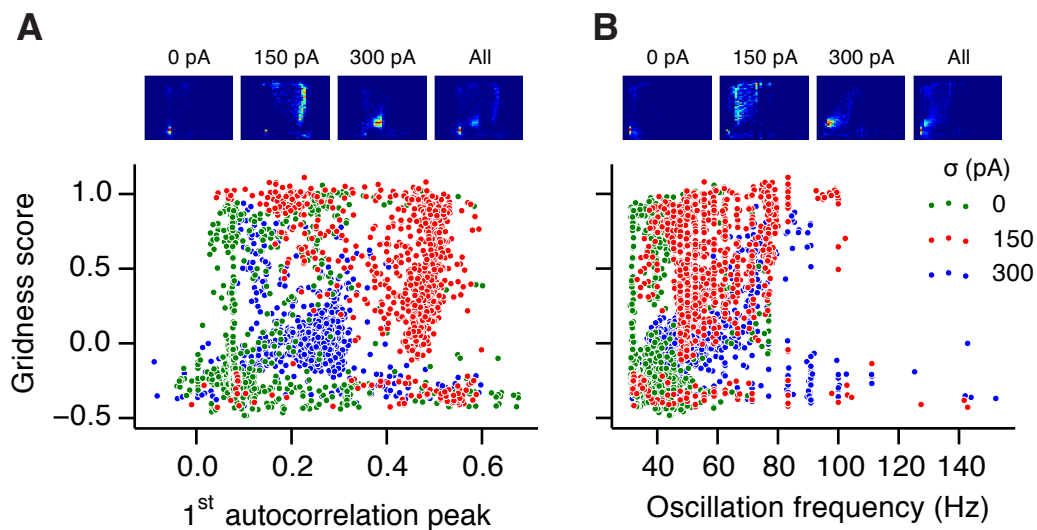 A
B
0 pA 150 pA 300 pA All
0 pA 150 pA 300 pA All
Gridness score
1.0
0.5
0.0
−0.5
0.0 0.2 0.4 0.6
1st autocorrelation peak
σ (pA)
0
150
300
40 60 80 100 120 140
Oscillation frequency (Hz)